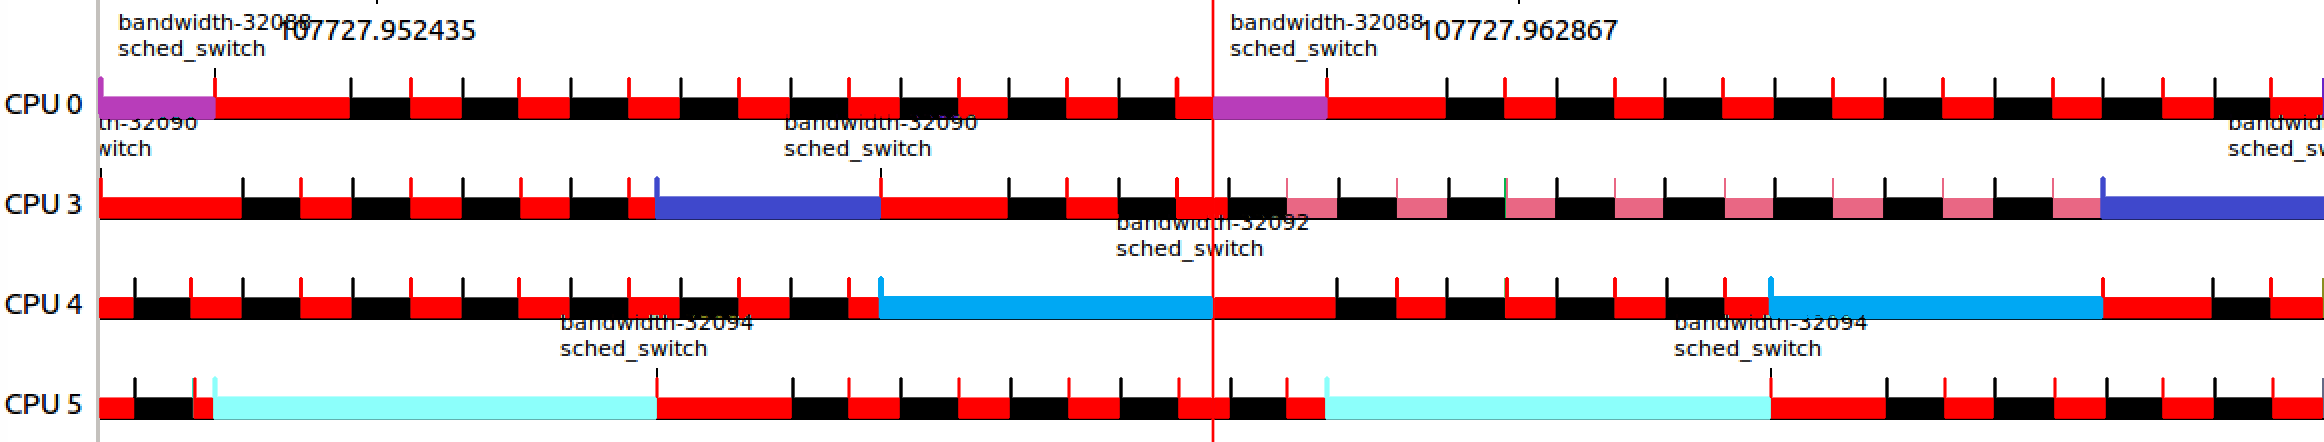 bandwidth-32088
107727.952435
sched_switch
bandwidth-32088
107727.962867
sched_switch
CPU 0
th-32090
witch
bandwidth-32090
sched_switch
bandwid
sched_sv
CPU 3
bandwidth-32092
sched_switch
CPU 4
bandwidth-32094
sched_switch
bandwidth-32094
sched_switch
CPU 5